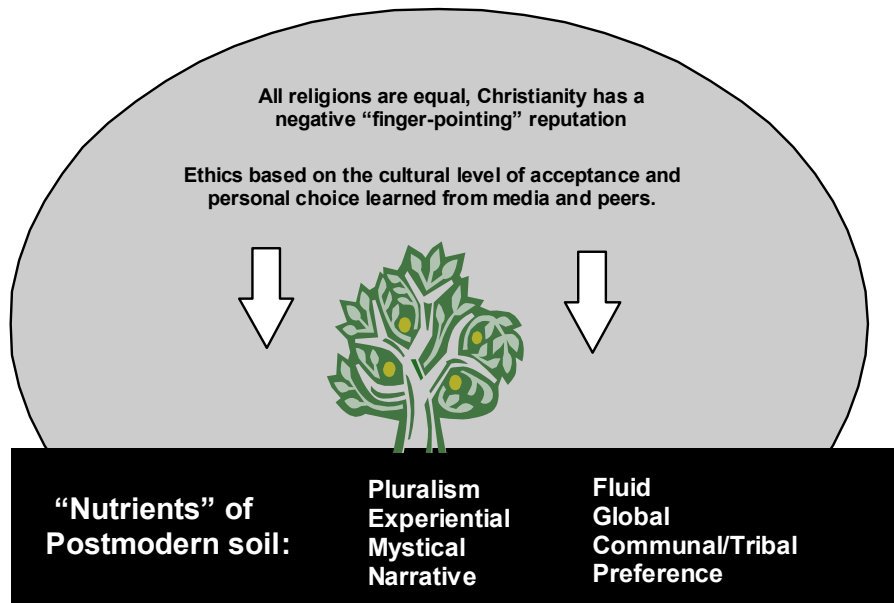 All religions are equal, Christianity has a
negative “finger-pointing” reputation
Ethics based on the cultural level of acceptance and
personal choice learned from media and peers.
“Nutrients” of
Postmodern soil:
Pluralism
Experiential
Mystical
Narrative
Fluid
Global
Communal/Tribal
Preference